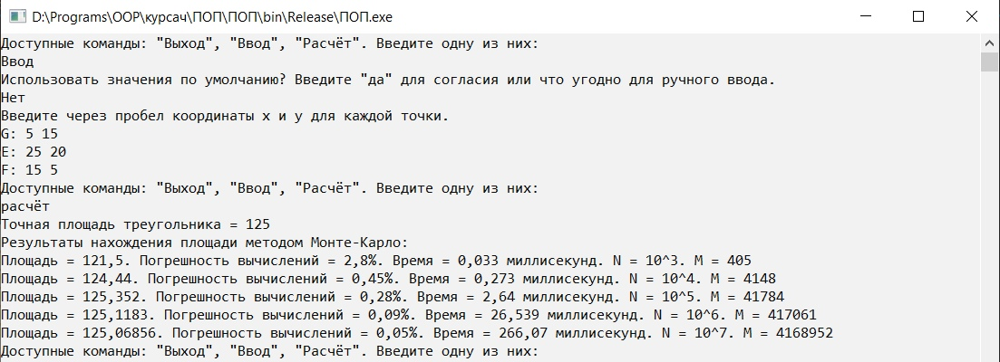 D:\Programs\OOP\курсач\ПОП\ПОП\bin\Release\ПОП.exe
Доступные команды: "Выход", "Ввод", "Расчёт". Введите одну из них:
Ввод
Использовать значения по умолчанию? Введите "да" для согласия или что угодно для ручного ввода.
Нет
Введите через пробел координаты x и y для каждой точки.
G: 5 15
E: 25 20
F: 15 5
Доступные команды: "Выход", "Ввод", "Расчёт". Введите одну из них:
расчёт
Точная площадь треугольника = 125
Результаты нахождения площади методом Монте-Карло:
Площадь = 121,5. Погрешность вычислений = 2,8%. Время = 0,033 миллисекунд. N = 10^3. M = 405
Площадь = 124,44. Погрешность вычислений = 0,45%. Время = 0,273 миллисекунд. N = 10^4. M = 4148
Площадь = 125,352. Погрешность вычислений = 0,28%. Время = 2,64 миллисекунд. N = 10^5. M = 41784
Площадь = 125,1183. Погрешность вычислений = 0,09%. Время = 26,539 миллисекунд. N = 10^6. M = 417061
Площадь = 125,06856. Погрешность вычислений = 0,05%. Время = 266,07 миллисекунд. N = 10^7. M = 4168952
Доступные команды: "Выход", "Ввод", "Расчёт". Введите одну из них: